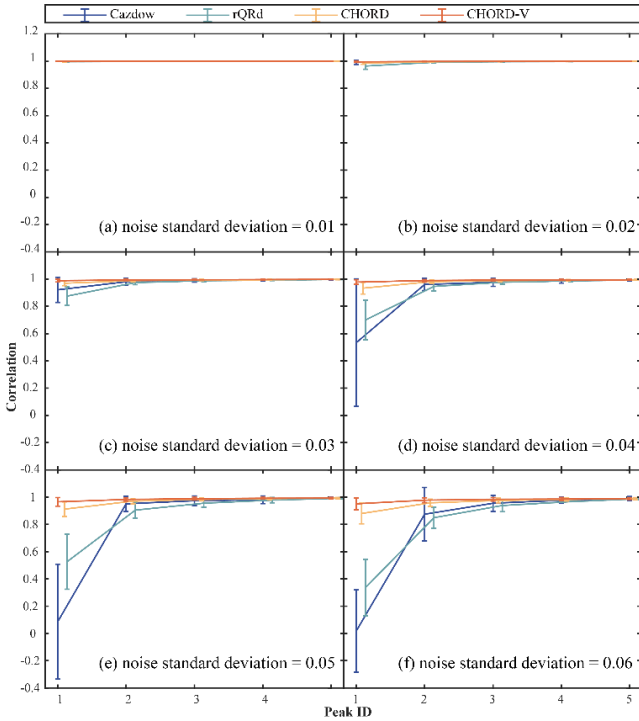 Cazdow rQRd CHORD CHORD-V
1.2
1
0.8
0.6
0.4
0.2
0
-0.2
-0.4
(a) noise standard deviation = 0.01
(b) noise standard deviation = 0.02
1
0.8
0.6
0.4
0.2
0
-0.2
-0.4
(c) noise standard deviation = 0.03
(d) noise standard deviation = 0.04
Correlation
1
0.8
0.6
0.4
0.2
0
-0.2
-0.4
(e) noise standard deviation = 0.05
(f) noise standard deviation = 0.06
1 2 3 4 1 2 3 4 5
Peak ID